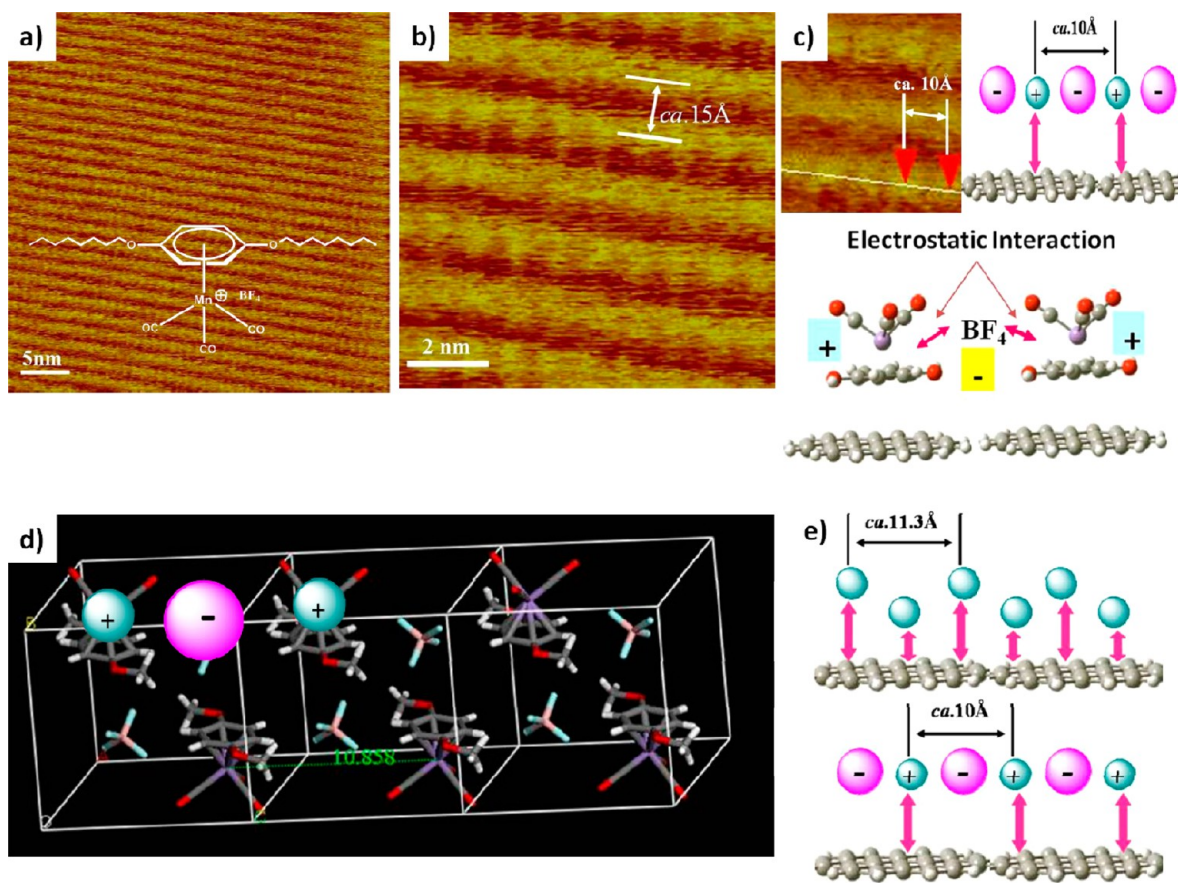 a)
O
O
Mn
⊕
BF₄
OC
CO
CO
5nm
b)
ca.15Å
2 nm
c)
ca. 10Å
ca.10Å
-
+
-
+
-
Electrostatic Interaction
BF₄
+
+
-
d)
+
-
+
10.858
e)
ca.11.3Å
ca.10Å
-
+
-
+
-
+